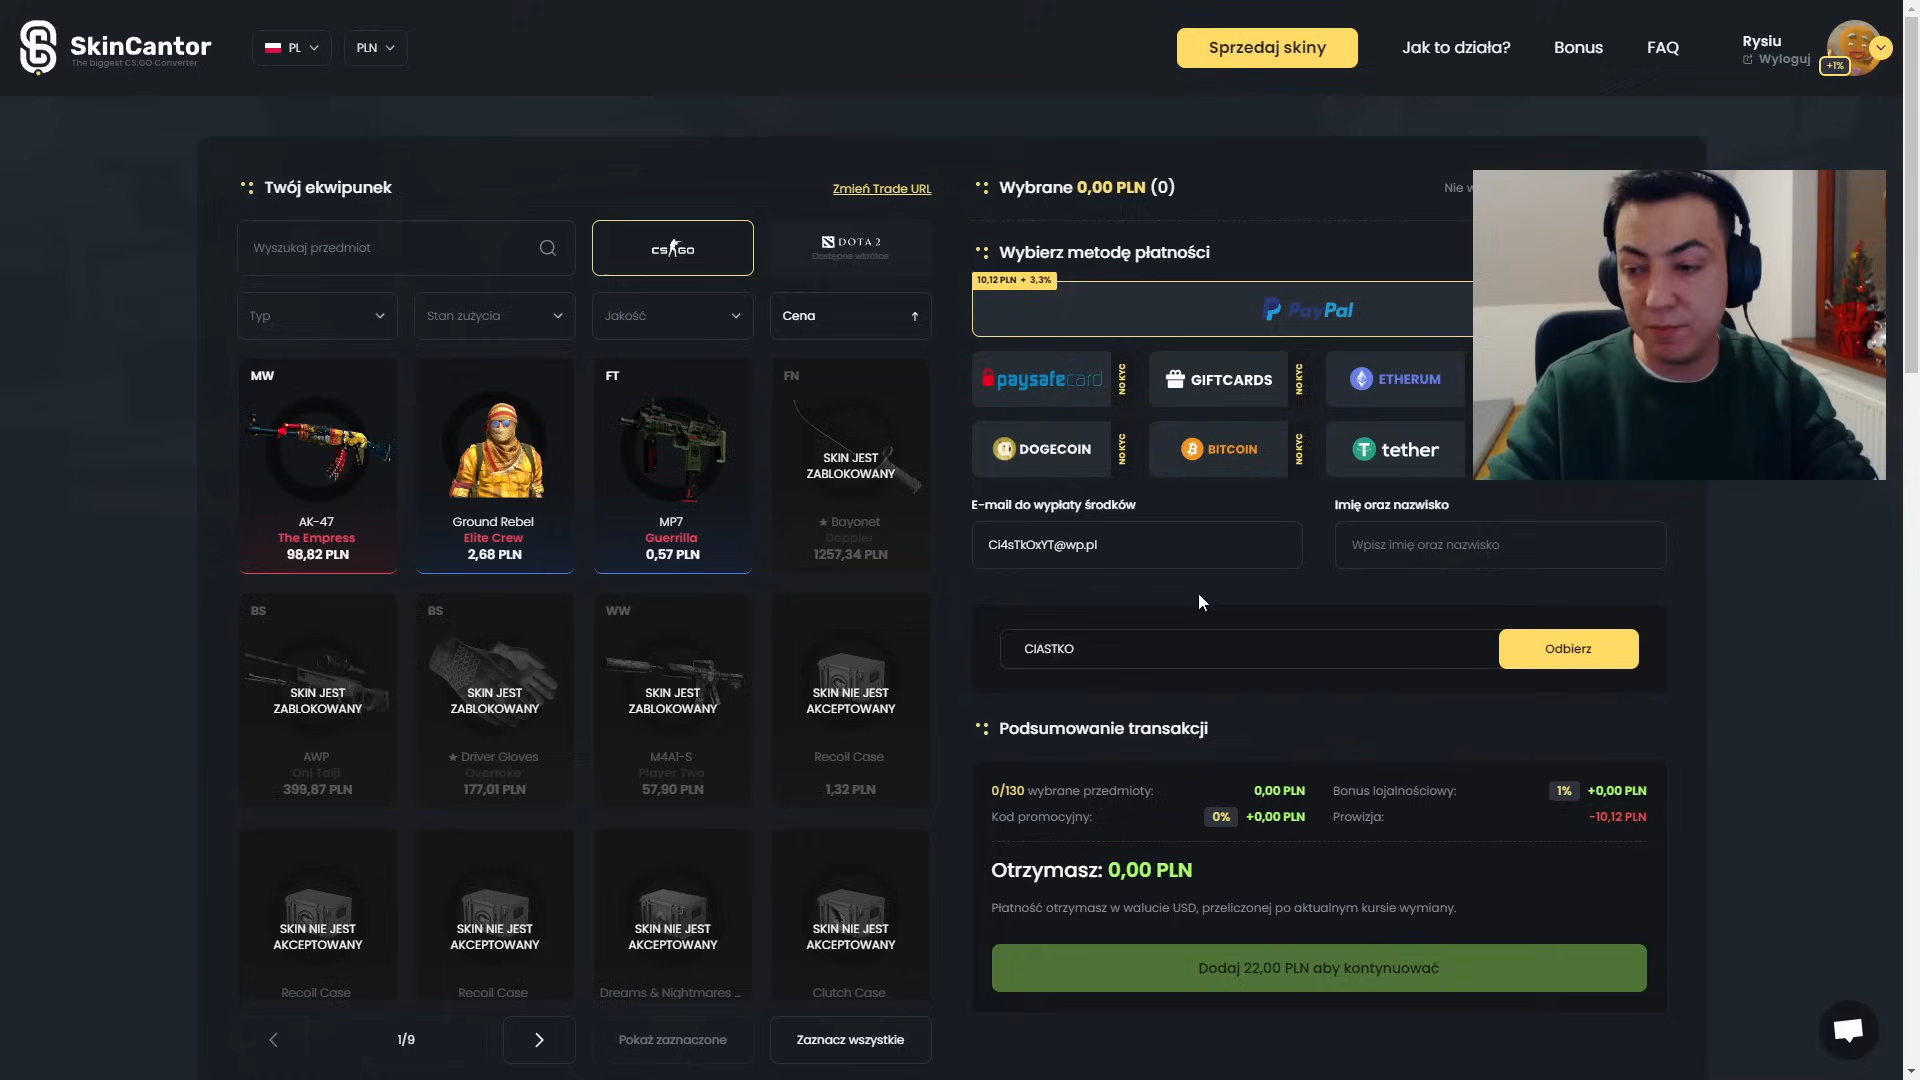 SkinCantor
The biggest CS:GO Converter
PL
PLN
Sprzedaj skiny
Jak to działa?
Bonus
FAQ
Rysiu
Wyloguj
+1%
Twój ekwipunek
Zmień Trade URL
Wyszukaj przedmiot
CS GO
DOTA 2
Dostępne wkrótce
Typ
Stan zużycia
Jakość
Cena
MW
AK-47
The Empress
98,82 PLN
Ground Rebel
Elite Crew
2,68 PLN
FT
MP7
Guerrilla
0,57 PLN
FN
SKIN JEST
ZABLOKOWANY
★ Bayonet
Doppler
1257,34 PLN
BS
SKIN JEST
ZABLOKOWANY
AWP
Oni Taiji
399,87 PLN
BS
SKIN JEST
ZABLOKOWANY
★ Driver Gloves
Overtake
177,01 PLN
WW
SKIN JEST
ZABLOKOWANY
M4A1-S
Player Two
57,90 PLN
SKIN NIE JEST
AKCEPTOWANY
Recoil Case
1,32 PLN
SKIN NIE JEST
AKCEPTOWANY
Recoil Case
SKIN NIE JEST
AKCEPTOWANY
Recoil Case
SKIN NIE JEST
AKCEPTOWANY
Dreams & Nightmares ...
SKIN NIE JEST
AKCEPTOWANY
Clutch Case
1/9
Pokaż zaznaczone
Zaznacz wszystkie
Wybrane 0,00 PLN (0)
Nie
Wybierz metodę płatności
10,12 PLN + 3,3%
PayPal
paysafecard
NO KYC
GIFTCARDS
NO KYC
ETHERUM
DOGECOIN
NO KYC
BITCOIN
NO KYC
tether
E-mail do wypłaty środków
Imię oraz nazwisko
Ci4sTkOxYT@wp.pl
Wpisz imię oraz nazwisko
CIASTKO
Odbierz
Podsumowanie transakcji
0/130 wybrane przedmioty: 0,00 PLN
Bonus lojalnościowy: 1% +0,00 PLN
Kod promocyjny: 0% +0,00 PLN
Prowizja: -10,12 PLN
Otrzymasz: 0,00 PLN
Płatność otrzymasz w walucie USD, przeliczonej po aktualnym kursie wymiany.
Dodaj 22,00 PLN aby kontynuować